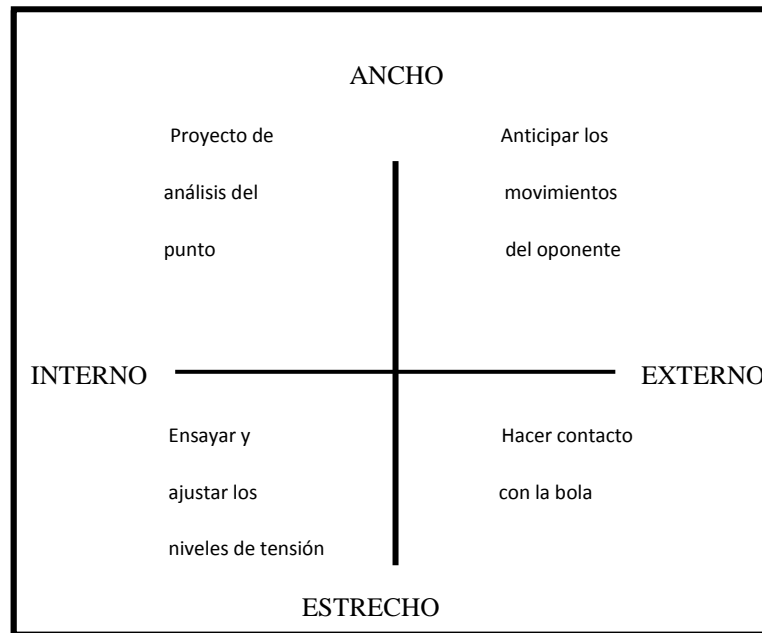 ANCHO
Proyecto de
análisis del
punto
Anticipar los
movimientos
del oponente
INTERNO
EXTERNO
Ensayar y
ajustar los
niveles de tensión
Hacer contacto
con la bola
ESTRECHO